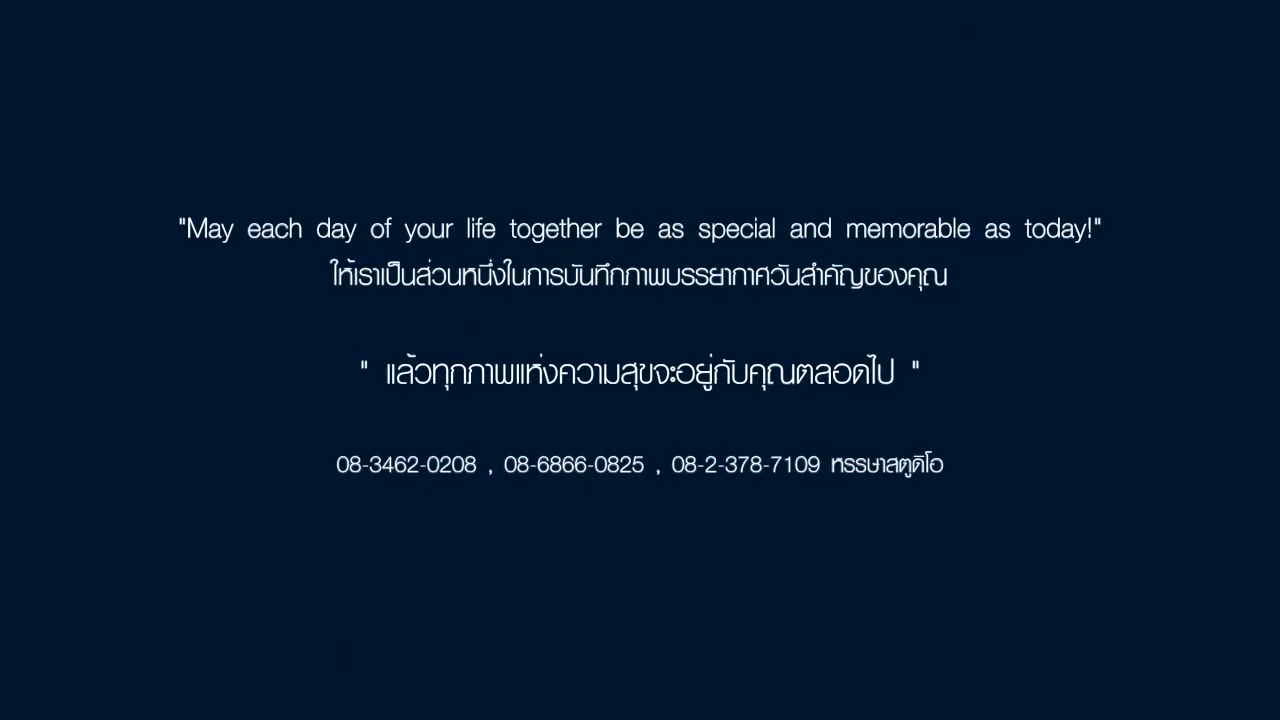 "May each day of your life together be as special and memorable as today!"
ให้เราเป็นส่วนหนึ่งในการบันทึกภาพบรรยากาศวันสำคัญของคุณ
" แล้วทุกภาพแห่งความสุขจะอยู่กับคุณตลอดไป "
08-3462-0208 , 08-6866-0825 , 08-2-378-7109 หรรษาสตูดิโอ